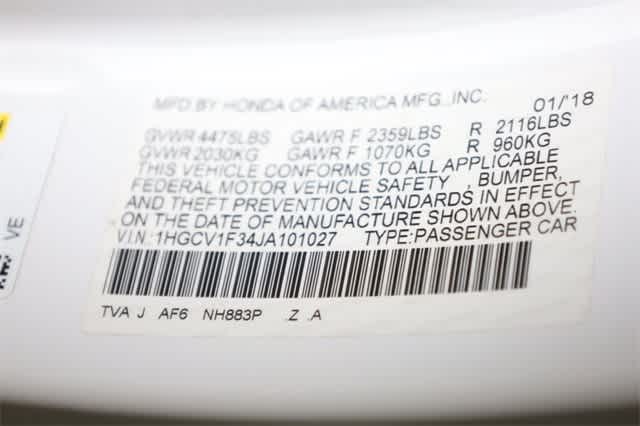 MFD BY HONDA OF AMERICA MFG.,INC. 01/'18
GVWR 4475LBS GAWR F 2359LBS R 2116LBS
GVWR 2030KG GAWR F 1070KG R 960KG
THIS VEHICLE CONFORMS TO ALL APPLICABLE
FEDERAL MOTOR VEHICLE SAFETY , BUMPER,
AND THEFT PREVENTION STANDARDS IN EFFECT
ON THE DATE OF MANUFACTURE SHOWN ABOVE.
V.I.N.:1HGCV1F34JA101027 TYPE:PASSENGER CAR
TVA J AF6 NH883P .Z .A
VE